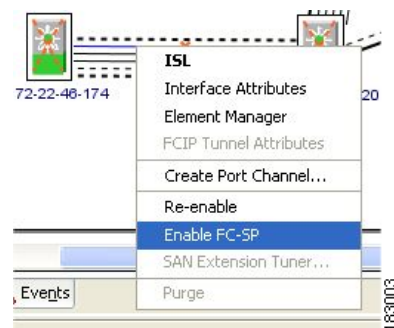 72-22-46-174
20
ISL
Interface Attributes
Element Manager
FCIP Tunnel Attributes
Create Port Channel...
Re-enable
Enable FC-SP
SAN Extension Tuner...
Purge
Events
183003